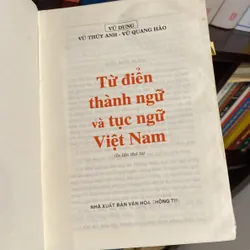 VŨ DUNG
VŨ THÚY ANH - VŨ QUANG HÀO
Từ điển
thành ngữ
và tục ngữ
Việt Nam
NHÀ XUẤT BẢN VĂN HÓA THÔNG TIN